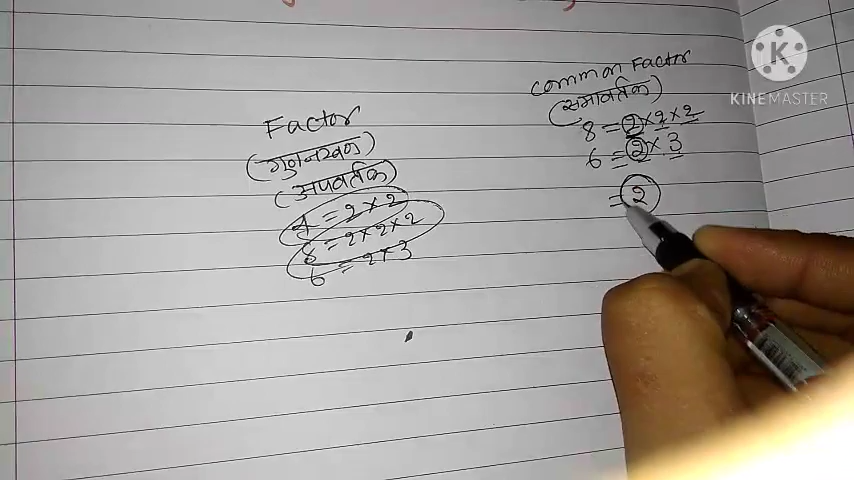 Factor
(गुणनखण्ड)
(अपवर्तक)
4 = 2 × 2
8 = 2 × 2 × 2
6 = 2 × 3
Common Factor
(समावर्तक)
8 = 2 × 2 × 2
6 = 2 × 3
= 2
KINEMASTER